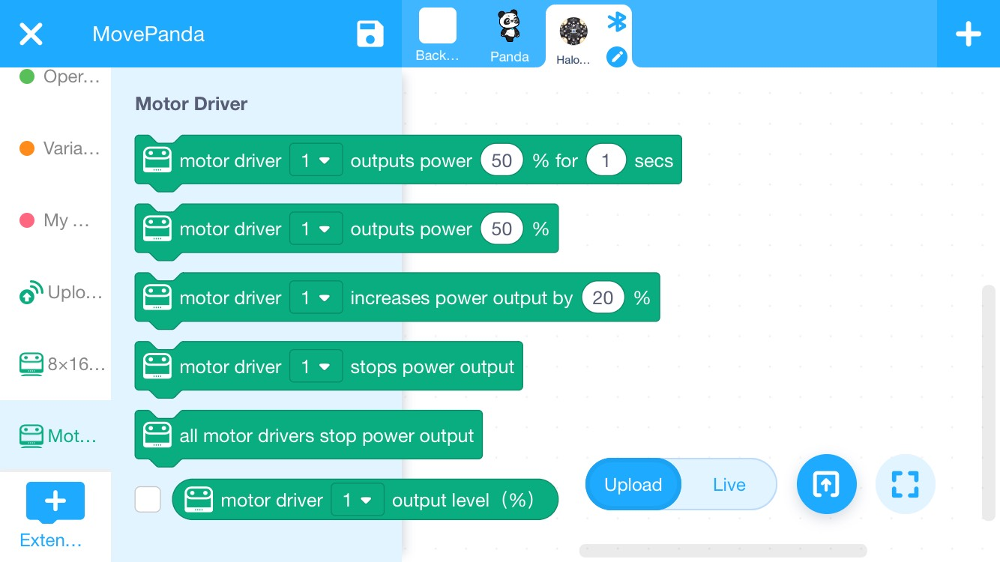 MovePanda
Back…
Panda
Halo…
Oper…
Varia…
My …
Uplo…
8×16…
Mot…
Exten…
Motor Driver
motor driver 1 outputs power 50 % for 1 secs
motor driver 1 outputs power 50 %
motor driver 1 increases power output by 20 %
motor driver 1 stops power output
all motor drivers stop power output
motor driver 1 output level（%）
Upload Live